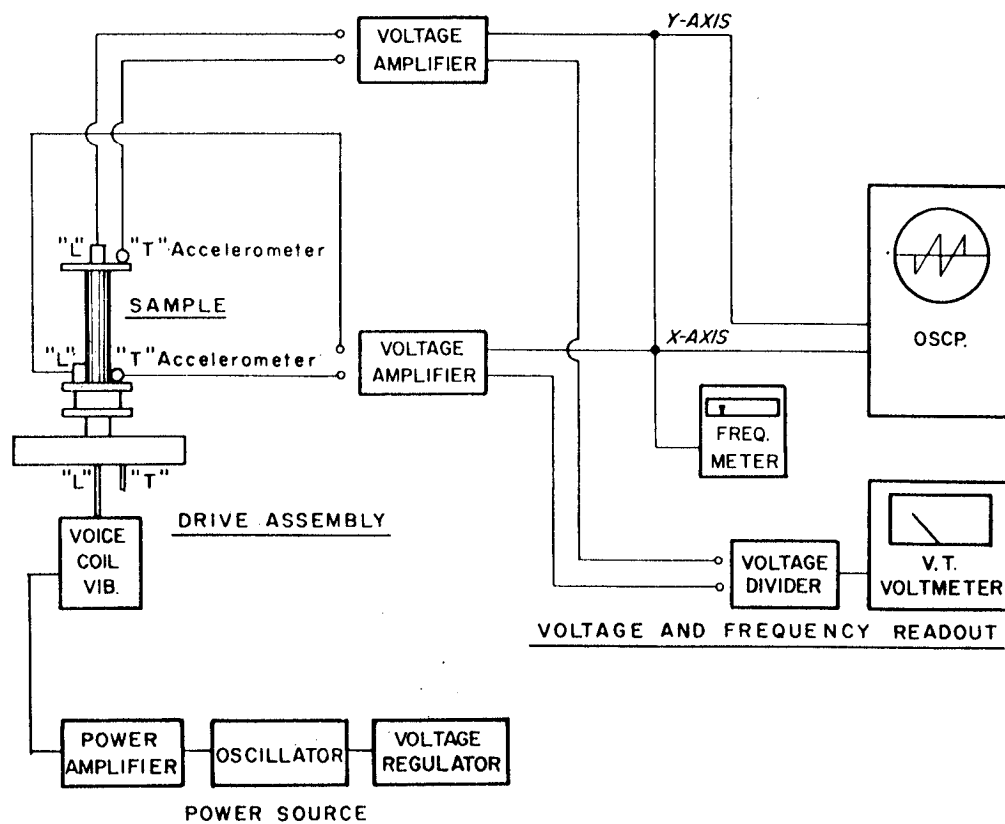 Y-AXIS
VOLTAGE
AMPLIFIER
"L" "T" Accelerometer
SAMPLE
"L" "T" Accelerometer
VOLTAGE
AMPLIFIER
X-AXIS
OSCP.
FREQ.
METER
"L" "T"
DRIVE ASSEMBLY
VOICE
COIL
VIB.
VOLTAGE
DIVIDER
V.T.
VOLTMETER
VOLTAGE AND FREQUENCY READOUT
POWER
AMPLIFIER
OSCILLATOR
VOLTAGE
REGULATOR
POWER SOURCE